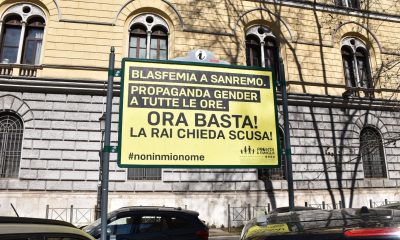 BLASFEMIA A SANREMO.
PROPAGANDA GENDER
A TUTTE LE ORE.
ORA BASTA!
LA RAI CHIEDA SCUSA!
#noninmionome